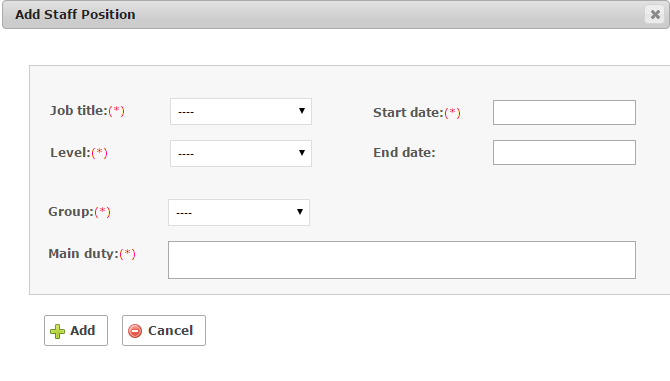 Add Staff Position
Job title:(*) ---- Start date:(*)
Level:(*) ---- End date:
Group:(*) ----
Main duty:(*)
Add Cancel